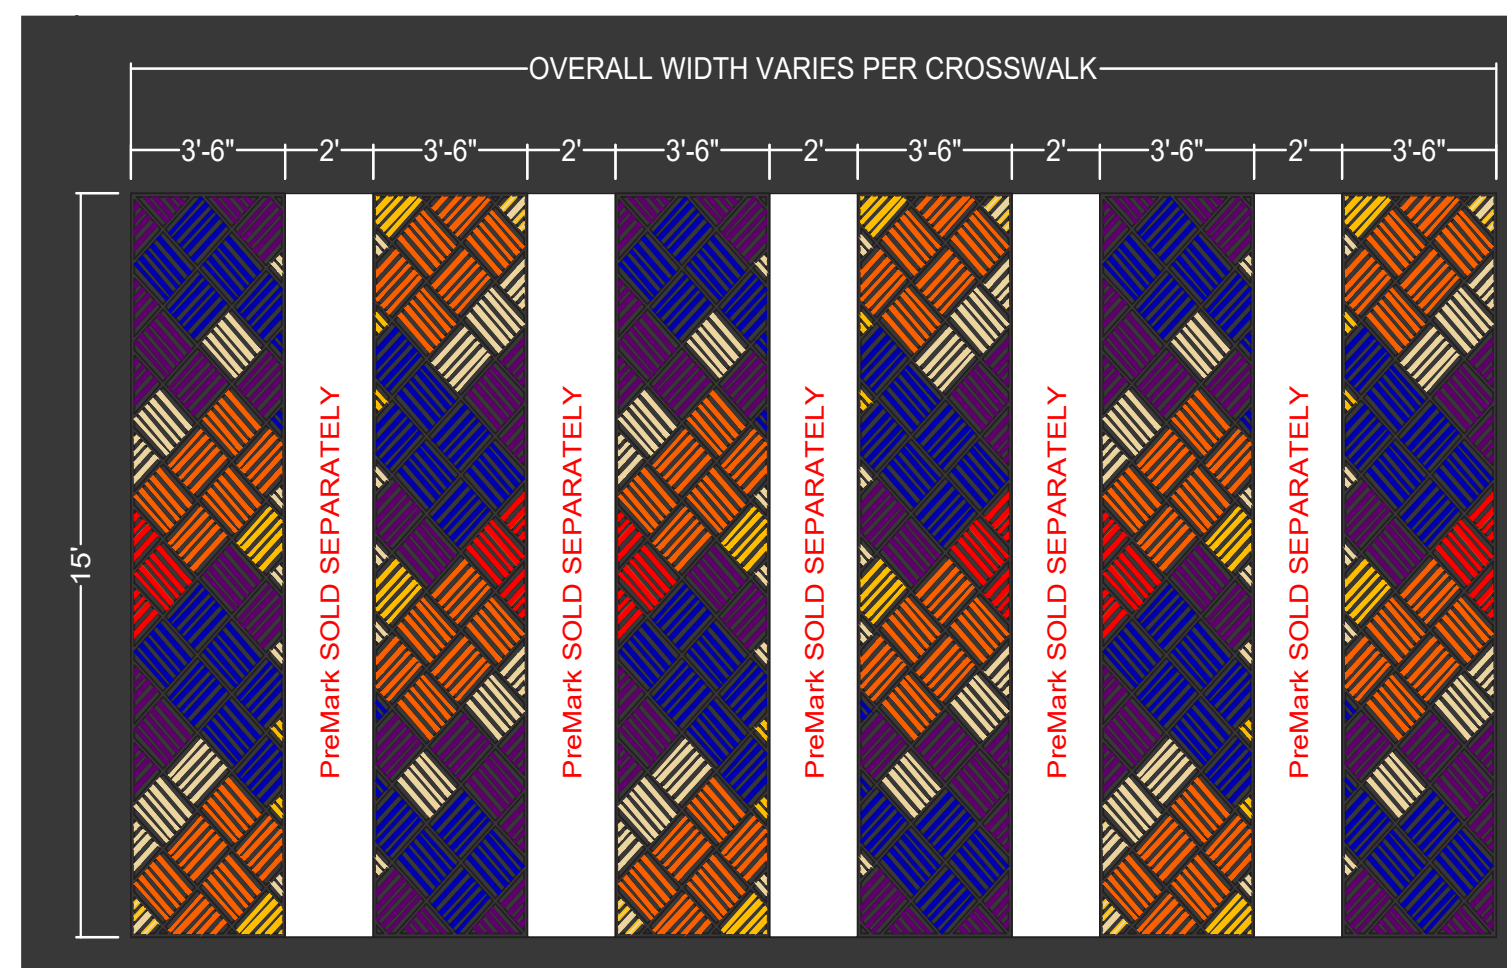 OVERALL WIDTH VARIES PER CROSSWALK
3'-6"
2'
3'-6"
2'
3'-6"
2'
3'-6"
2'
3'-6"
2'
3'-6"
15'
PreMark SOLD SEPARATELY
PreMark SOLD SEPARATELY
PreMark SOLD SEPARATELY
PreMark SOLD SEPARATELY
PreMark SOLD SEPARATELY